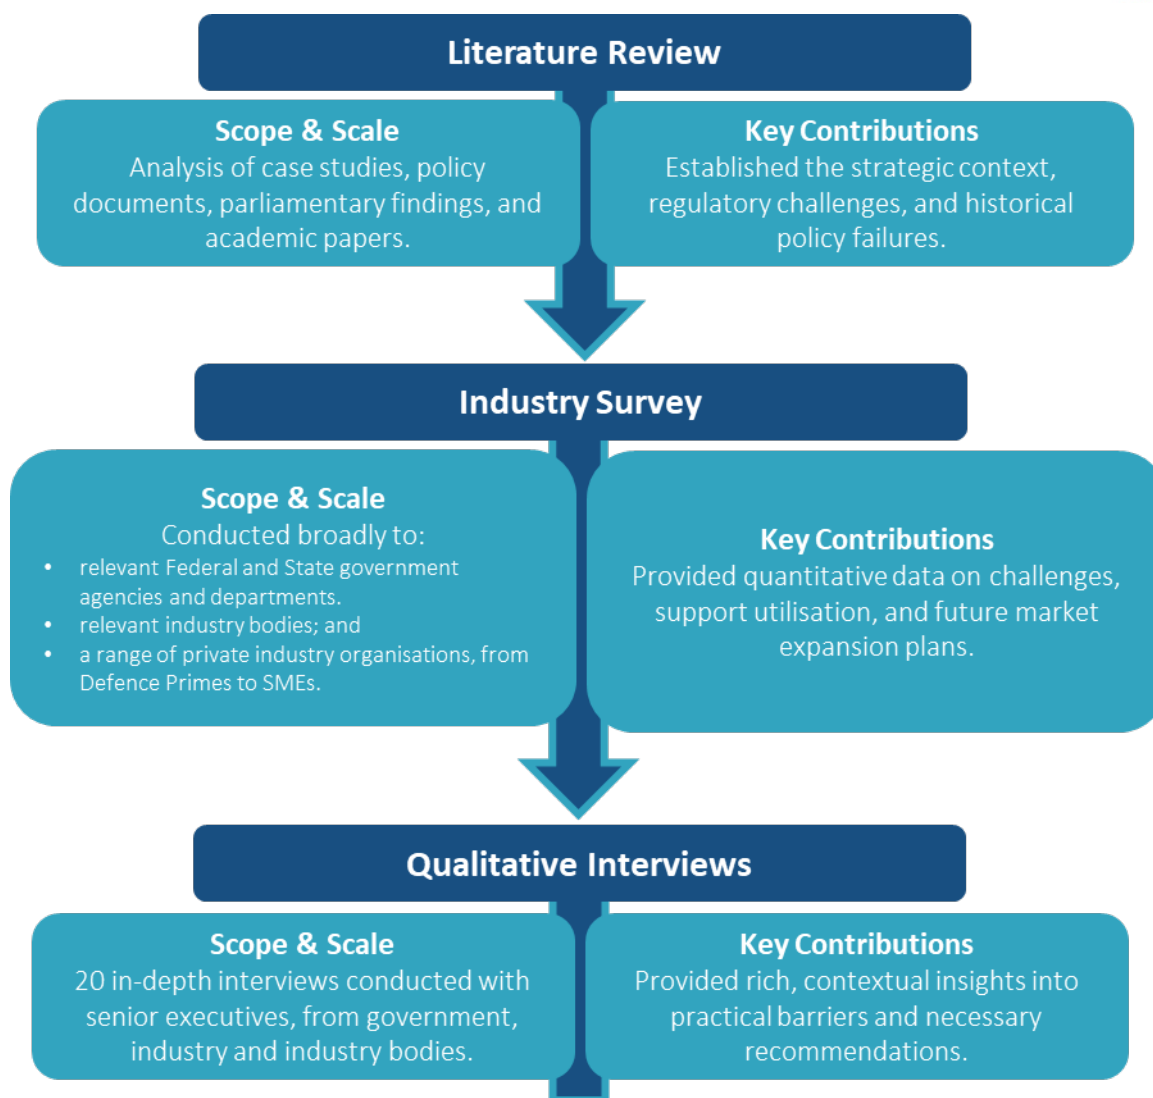 Literature Review
Scope & Scale
Analysis of case studies, policy
documents, parliamentary findings, and
academic papers.
Key Contributions
Established the strategic context,
regulatory challenges, and historical
policy failures.
Industry Survey
Scope & Scale
Conducted broadly to:
• relevant Federal and State government
agencies and departments.
• relevant industry bodies; and
• a range of private industry organisations, from
Defence Primes to SMEs.
Key Contributions
Provided quantitative data on challenges,
support utilisation, and future market
expansion plans.
Qualitative Interviews
Scope & Scale
20 in-depth interviews conducted with
senior executives, from government,
industry and industry bodies.
Key Contributions
Provided rich, contextual insights into
practical barriers and necessary
recommendations.